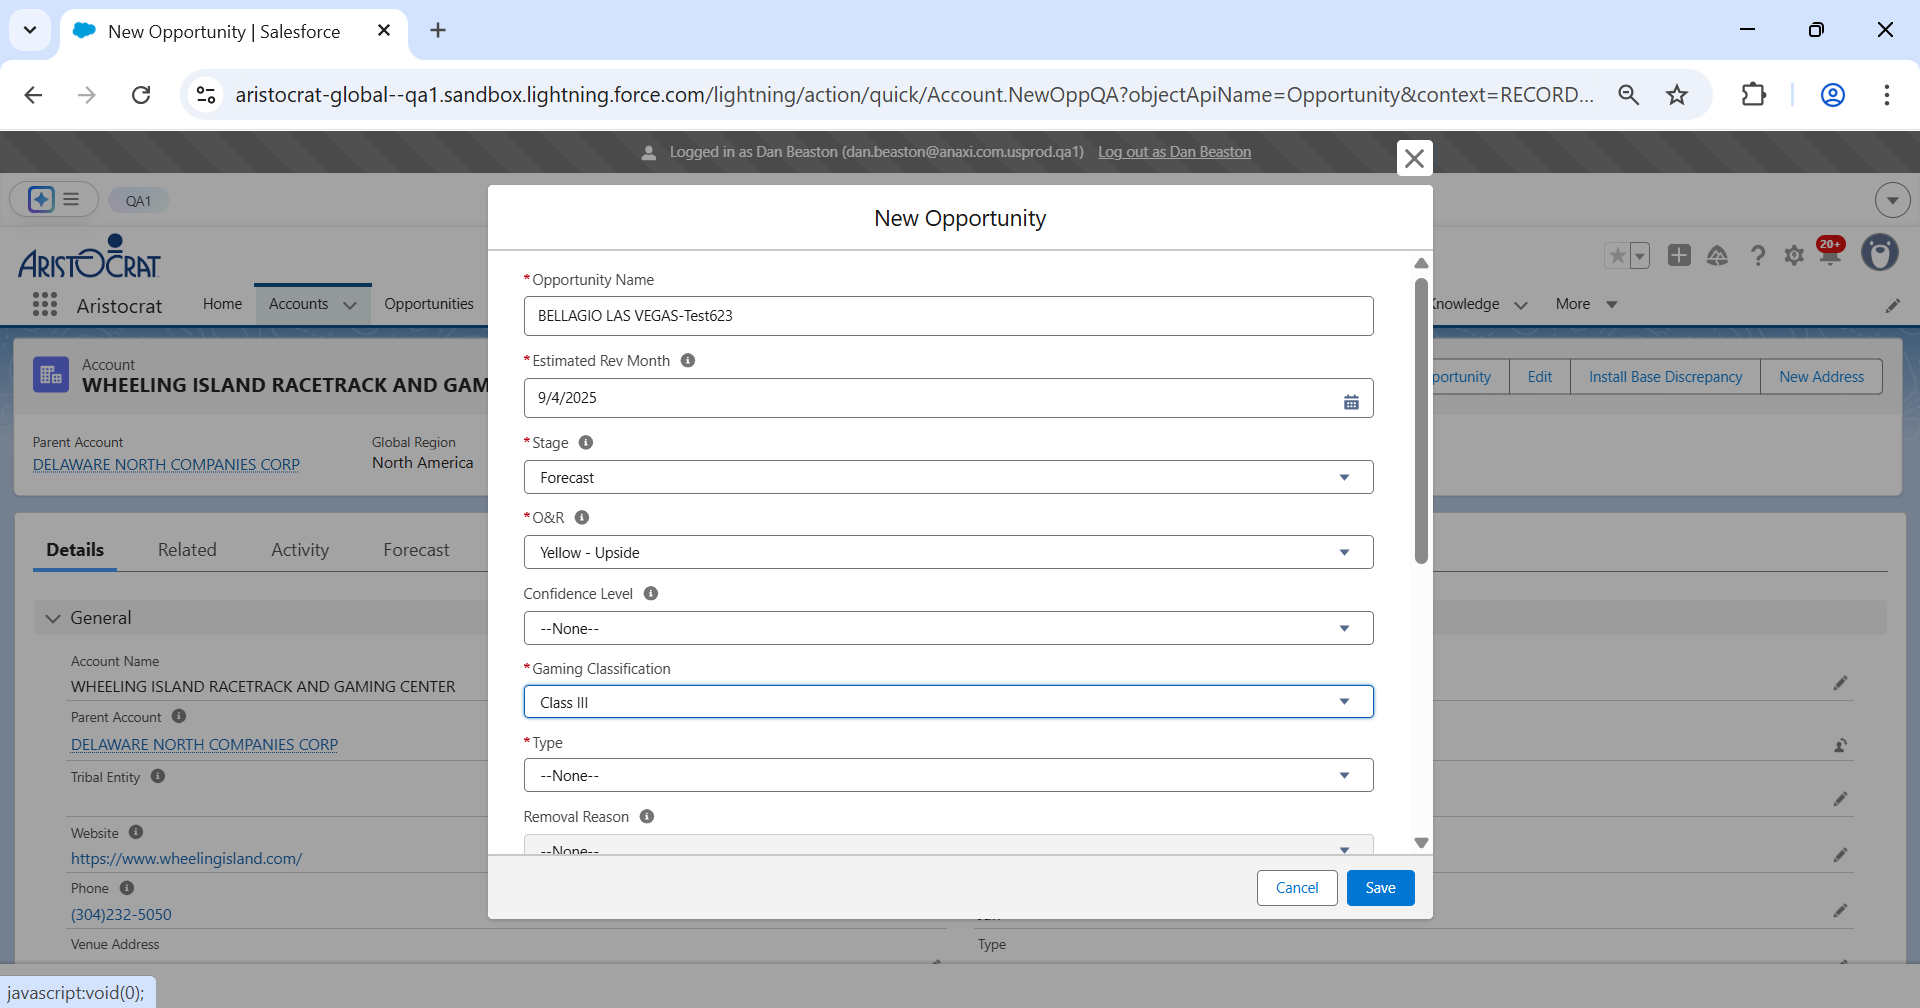 New Opportunity | Salesforce
aristocrat-global--qa1.sandbox.lightning.force.com/lightning/action/quick/Account.NewOppQA?objectApiName=Opportunity&context=RECORD...
Logged in as Dan Beaston (dan.beaston@anaxi.com.usprod.qa1) Log out as Dan Beaston
QA1
ARISTOCRAT
20+
Aristocrat
Home
Accounts
Opportunities
Knowledge
More
Account
WHEELING ISLAND RACETRACK AND GAM
portunity
Edit
Install Base Discrepancy
New Address
Parent Account
DELAWARE NORTH COMPANIES CORP
Global Region
North America
Details
Related
Activity
Forecast
General
Account Name
WHEELING ISLAND RACETRACK AND GAMING CENTER
Parent Account
DELAWARE NORTH COMPANIES CORP
Tribal Entity
Website
https://www.wheelingisland.com/
Phone
(304)232-5050
Venue Address
Type
New Opportunity
*Opportunity Name
BELLAGIO LAS VEGAS-Test623
*Estimated Rev Month
9/4/2025
*Stage
Forecast
*O&R
Yellow - Upside
Confidence Level
--None--
*Gaming Classification
Class III
*Type
--None--
Removal Reason
--None--
Cancel
Save
javascript:void(0);